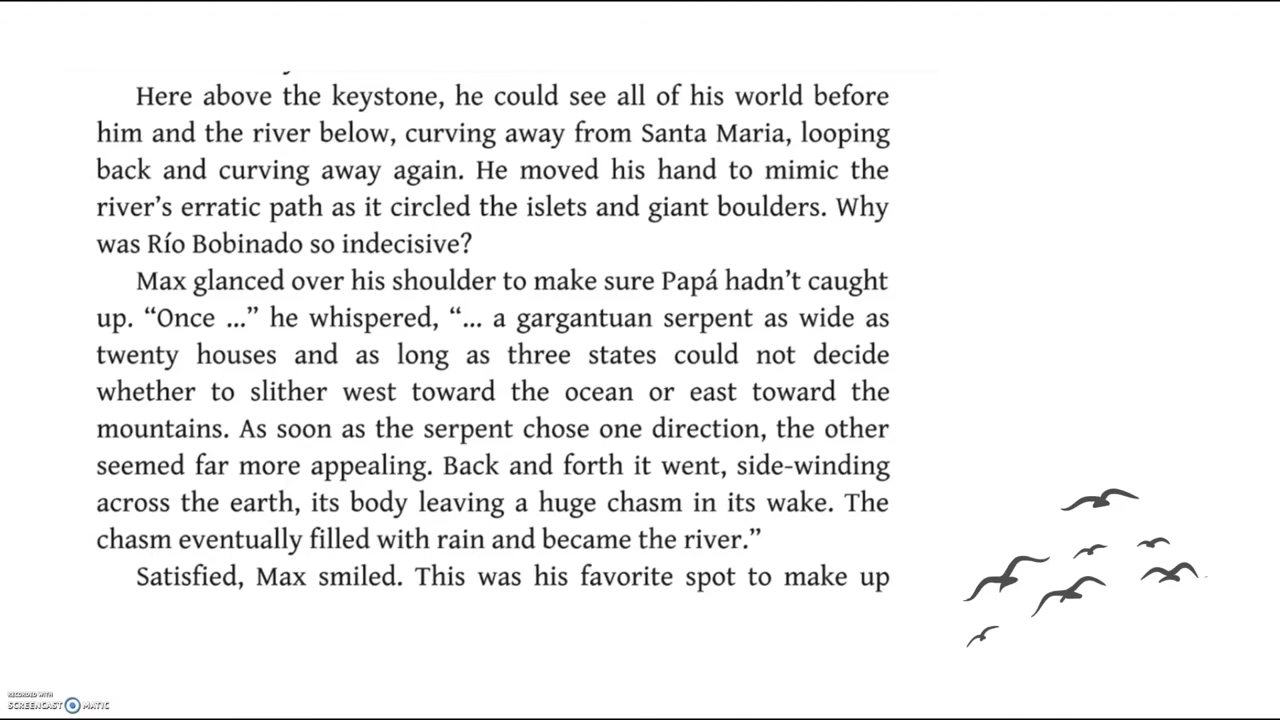 Here above the keystone, he could see all of his world before
him and the river below, curving away from Santa Maria, looping
back and curving away again. He moved his hand to mimic the
river’s erratic path as it circled the islets and giant boulders. Why
was Río Bobinado so indecisive?
Max glanced over his shoulder to make sure Papá hadn’t caught
up. “Once ...” he whispered, “... a gargantuan serpent as wide as
twenty houses and as long as three states could not decide
whether to slither west toward the ocean or east toward the
mountains. As soon as the serpent chose one direction, the other
seemed far more appealing. Back and forth it went, side-winding
across the earth, its body leaving a huge chasm in its wake. The
chasm eventually filled with rain and became the river.”
Satisfied, Max smiled. This was his favorite spot to make up
RECORDED WITH
SCREENCAST MATIC